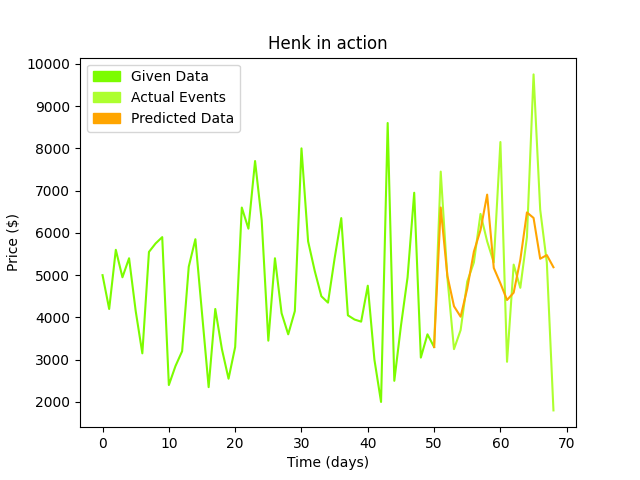 Henk in action
Given Data
Actual Events
Predicted Data
Price ($)
10000
9000
8000
7000
6000
5000
4000
3000
2000
0 10 20 30 40 50 60 70
Time (days)